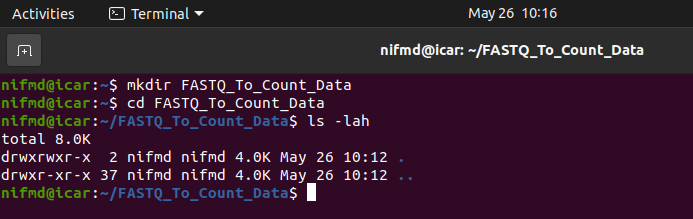 Activities Terminal May 26 10:16
nifmd@icar: ~/FASTQ_To_Count_Data
nifmd@icar:~$ mkdir FASTQ_To_Count_Data
nifmd@icar:~$ cd FASTQ_To_Count_Data
nifmd@icar:~/FASTQ_To_Count_Data$ ls -lah
total 8.0K
drwxrwxr-x  2 nifmd nifmd 4.0K May 26 10:12 .
drwxr-xr-x 37 nifmd nifmd 4.0K May 26 10:12 ..
nifmd@icar:~/FASTQ_To_Count_Data$